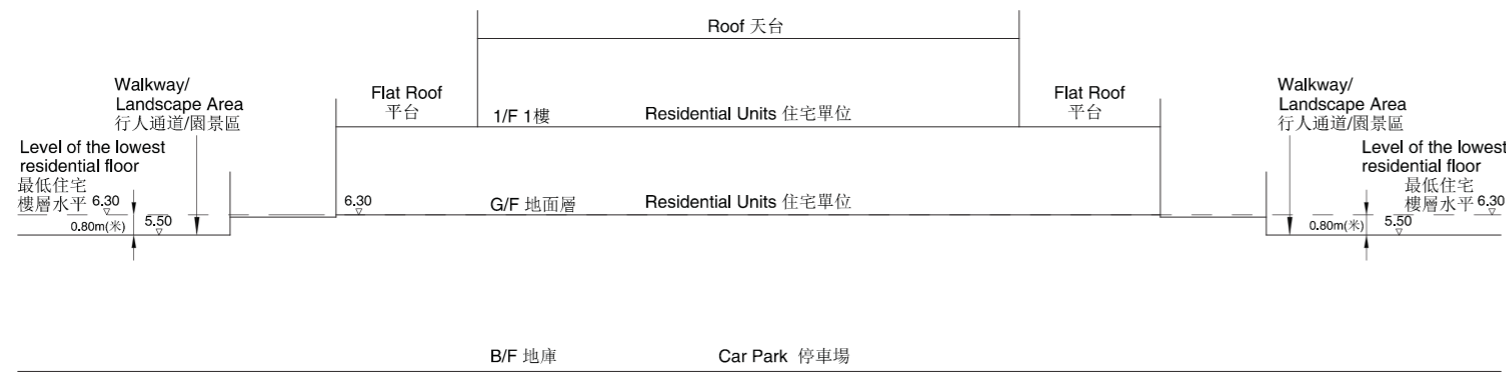 Roof 天台
Walkway/
Landscape Area
行人通道/園景區
Flat Roof
平台
1/F 1樓
Residential Units 住宅單位
Flat Roof
平台
Walkway/
Landscape Area
行人通道/園景區
Level of the lowest
residential floor
最低住宅
樓層水平 6.30
0.80m(米)
5.50
6.30
G/F 地面層
Residential Units 住宅單位
Level of the lowest
residential floor
最低住宅
樓層水平 6.30
0.80m(米)
5.50
B/F 地庫
Car Park 停車場